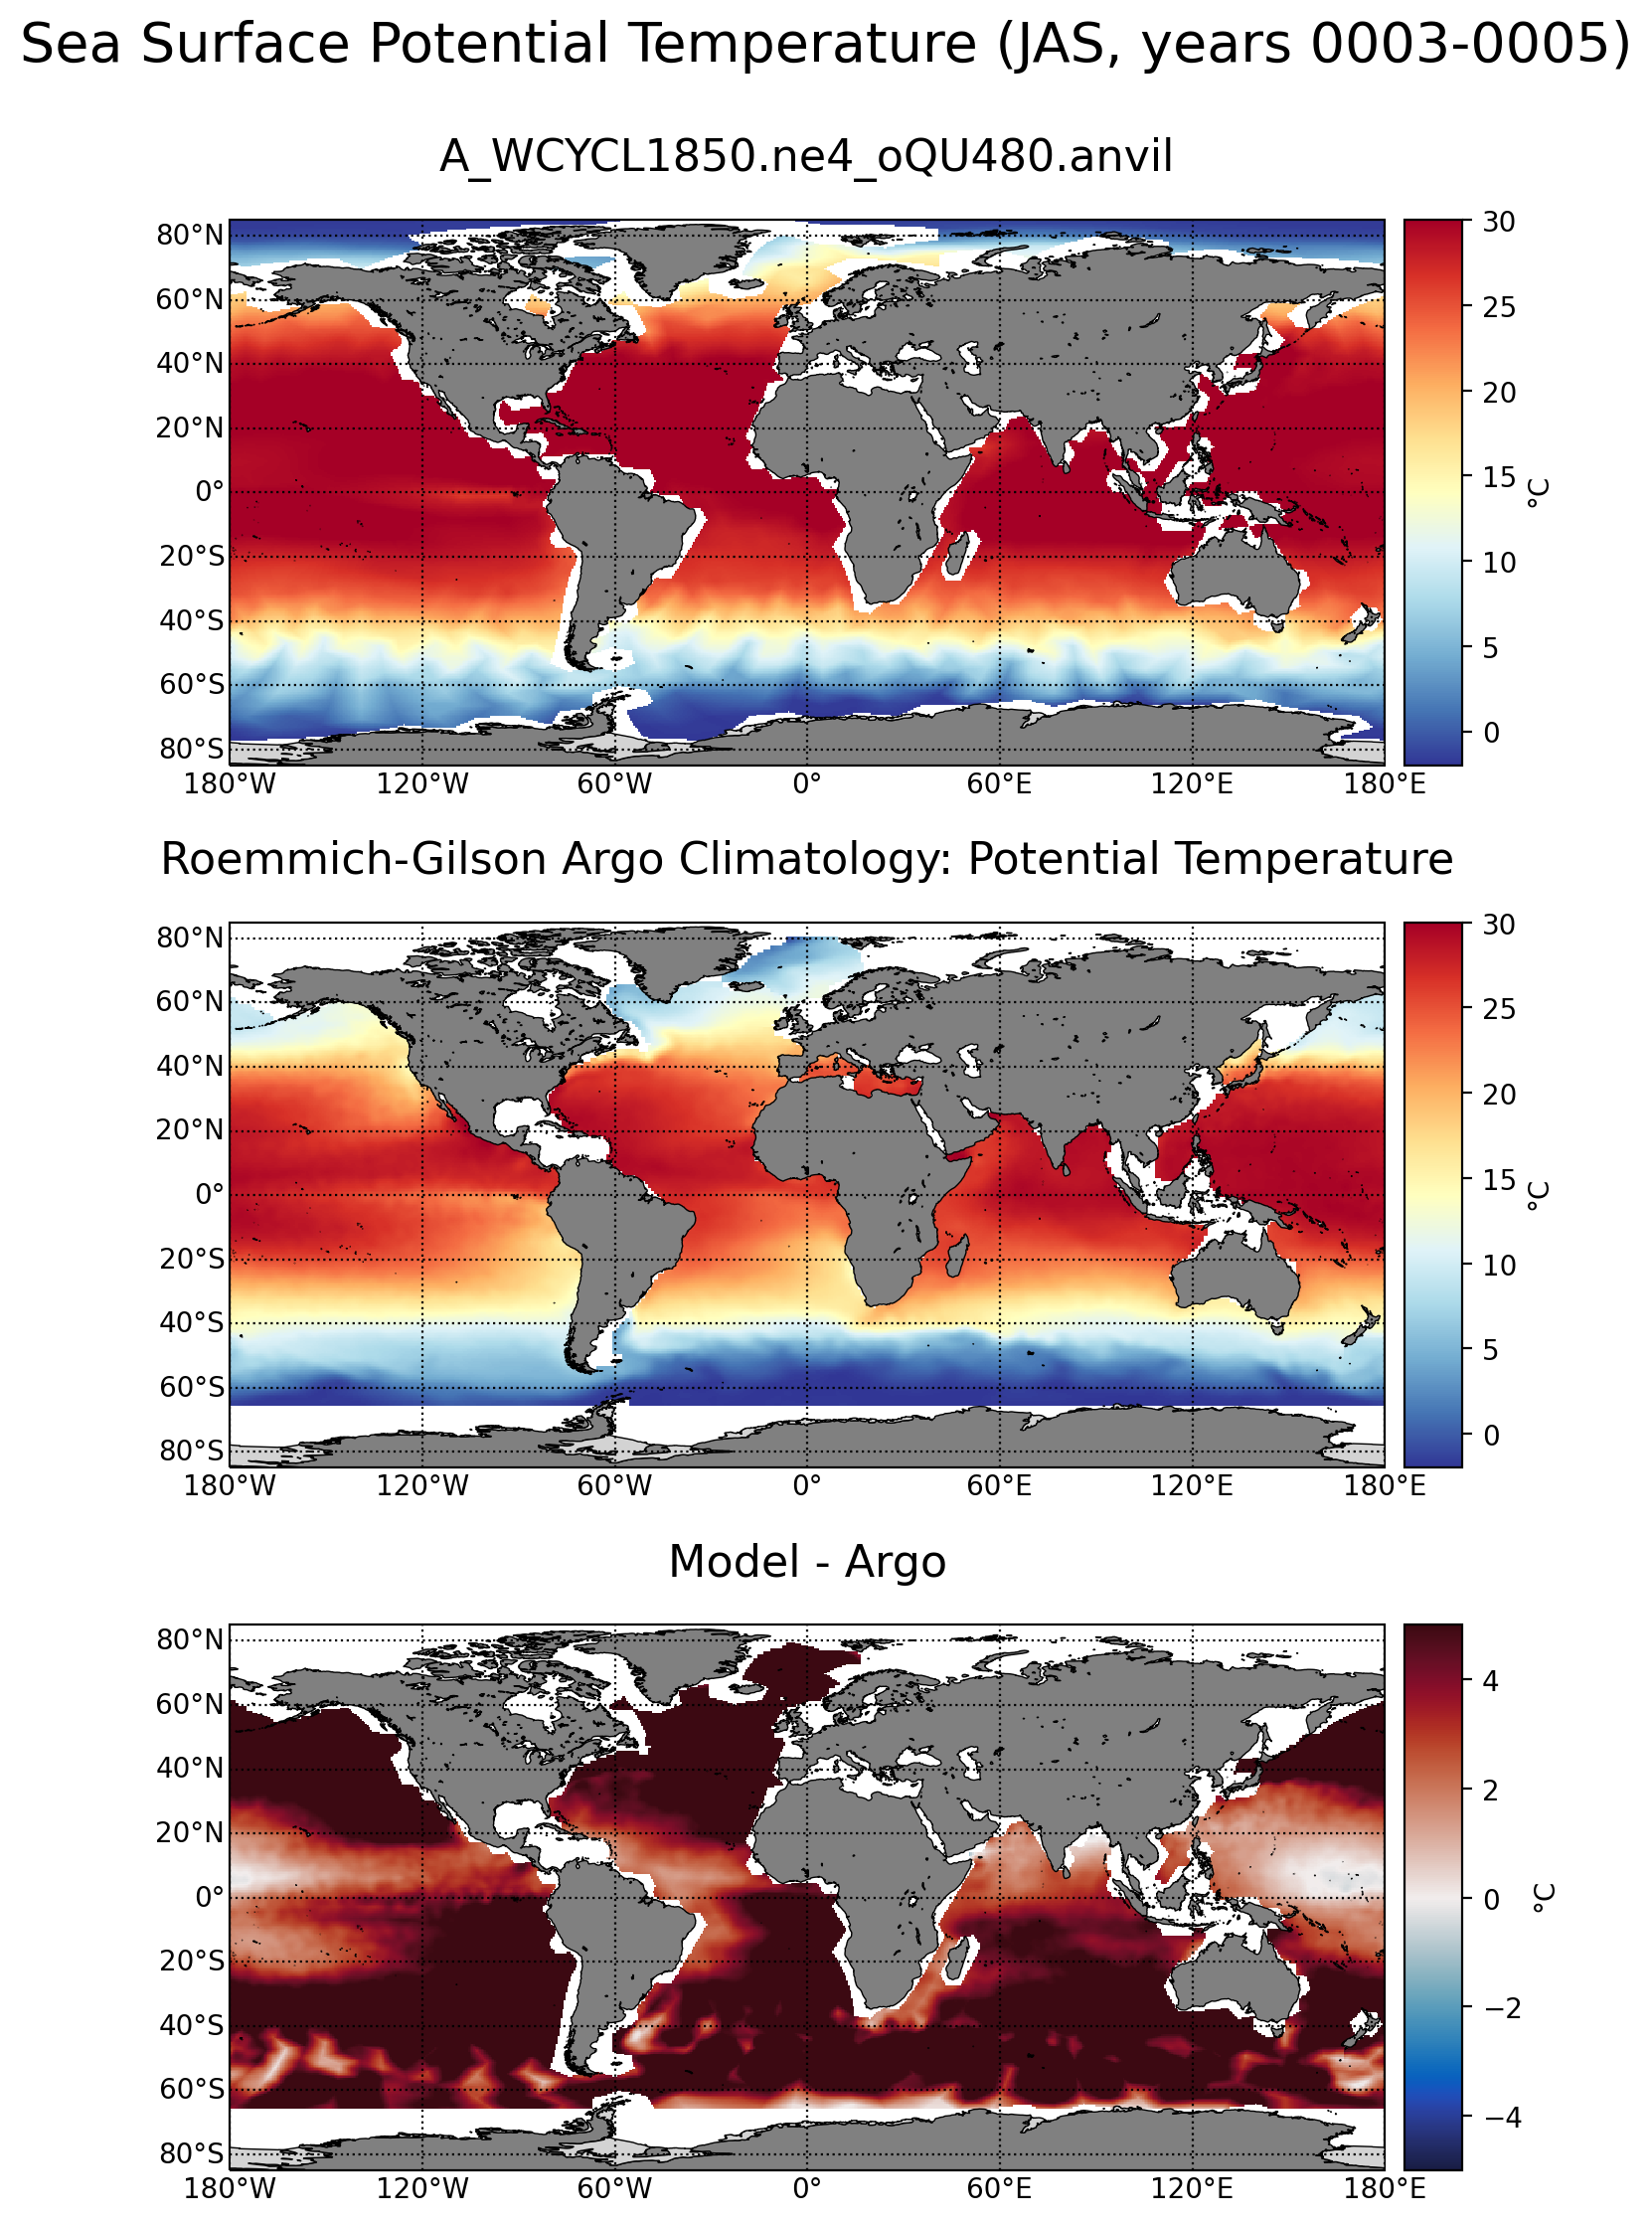 Sea Surface Potential Temperature (JAS, years 0003-0005)
A_WCYCL1850.ne4_oQU480.anvil
80°N
60°N
40°N
20°N
0°
20°S
40°S
60°S
80°S
180°W 120°W 60°W 0° 60°E 120°E 180°E
30
25
20
15
10
5
0
°C
Roemmich-Gilson Argo Climatology: Potential Temperature
80°N
60°N
40°N
20°N
0°
20°S
40°S
60°S
80°S
180°W 120°W 60°W 0° 60°E 120°E 180°E
30
25
20
15
10
5
0
°C
Model - Argo
80°N
60°N
40°N
20°N
0°
20°S
40°S
60°S
80°S
180°W 120°W 60°W 0° 60°E 120°E 180°E
4
2
0
−2
−4
°C